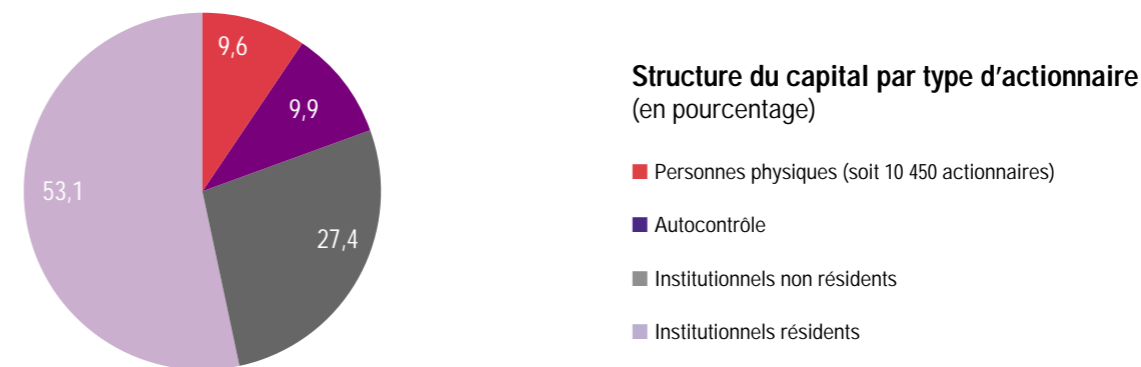 9,6
9,9
27,4
53,1
Structure du capital par type d'actionnaire
(en pourcentage)
Personnes physiques (soit 10 450 actionnaires)
Autocontrôle
Institutionnels non résidents
Institutionnels résidents